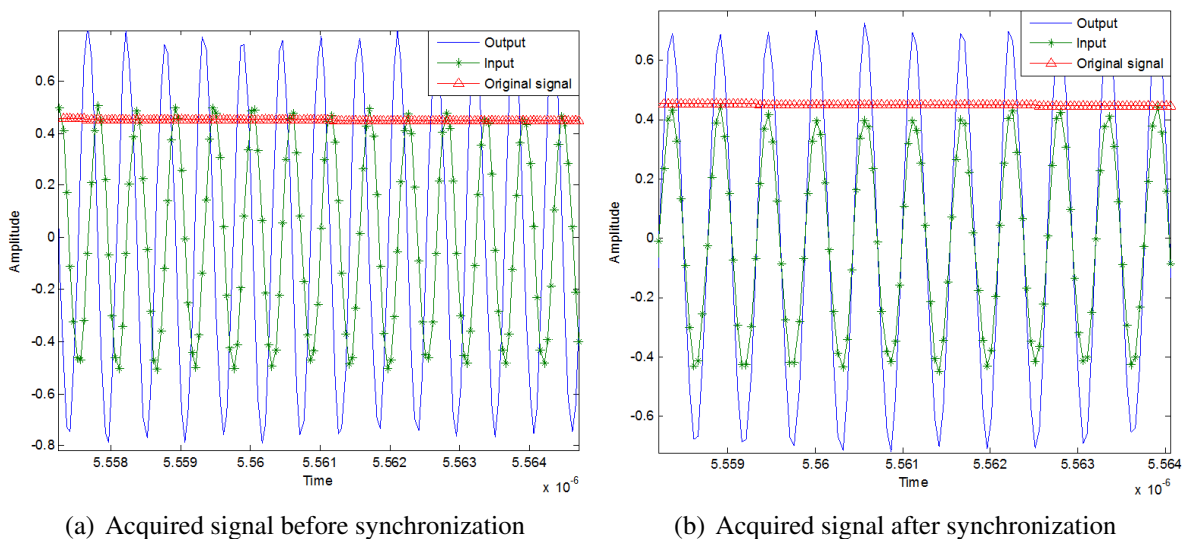 Output
Input
Original signal
0.6
0.4
0.2
0
-0.2
-0.4
-0.6
-0.8
Amplitude
5.558
5.559
5.56
5.561
5.562
5.563
5.564
Time
x 10⁻⁶
(a) Acquired signal before synchronization
Output
Input
Original signal
0.6
0.4
0.2
0
-0.2
-0.4
-0.6
Amplitude
5.559
5.56
5.561
5.562
5.563
5.564
Time
x 10⁻⁶
(b) Acquired signal after synchronization